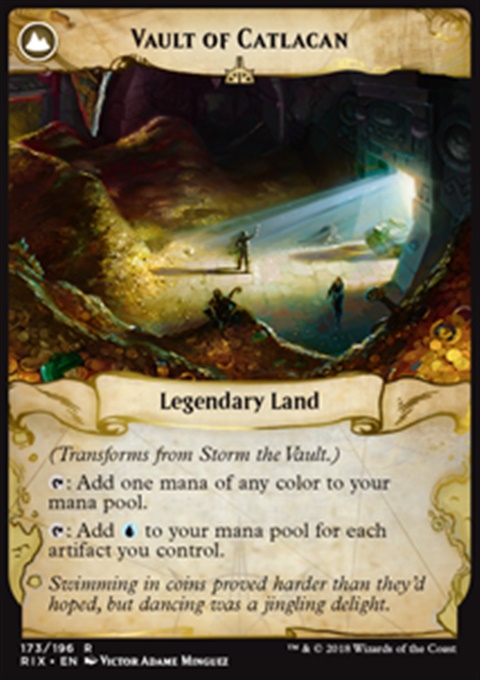 VAULT OF CATLACAN
Legendary Land
(Transforms from Storm the Vault.)
: Add one mana of any color to your
mana pool.
: Add to your mana pool for each
artifact you control.
Swimming in coins proved harder than they'd
hoped, but dancing was a jingling delight.
173/196 R
RIX • EN VICTOR ADAME MINGUEZ
™ & © 2018 Wizards of the Coast